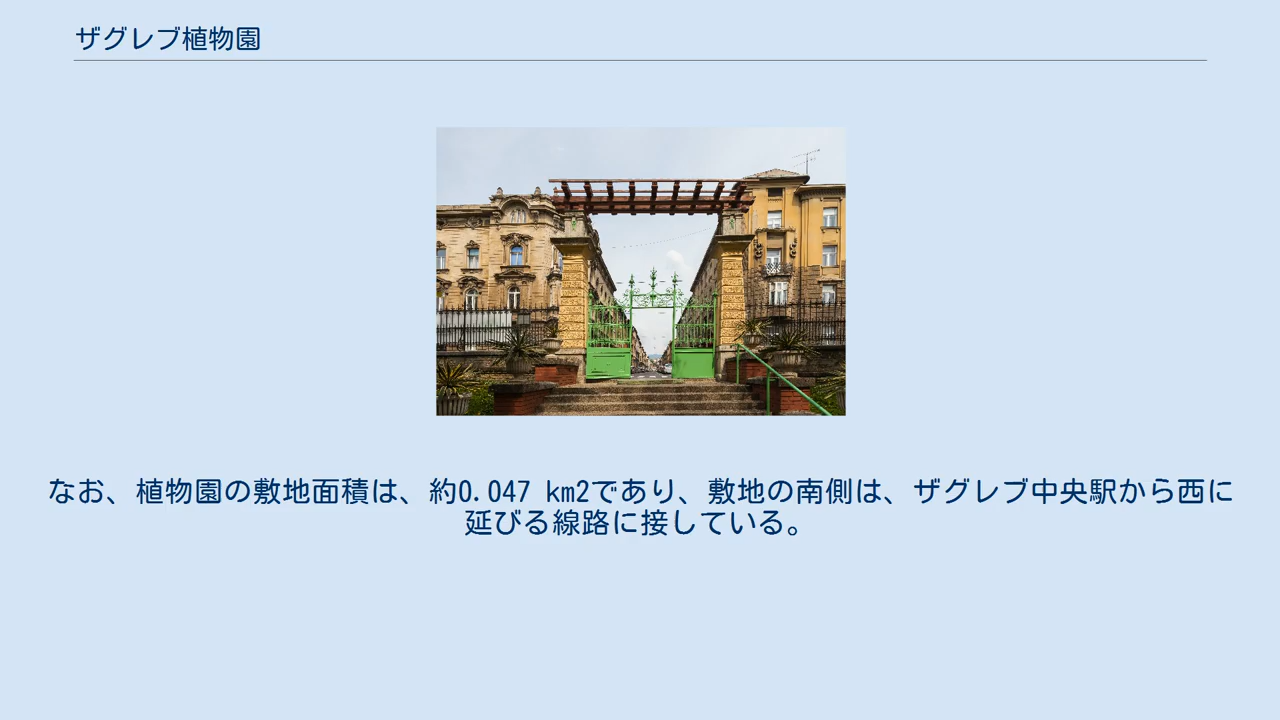 ザグレブ植物園
なお、植物園の敷地面積は、約0.047 km2であり、敷地の南側は、ザグレブ中央駅から西に
延びる線路に接している。